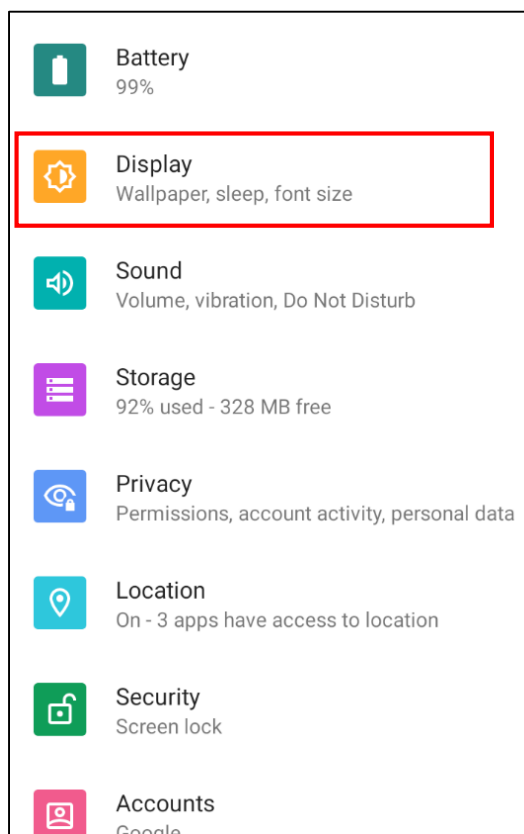 Battery
99%
Display
Wallpaper, sleep, font size
Sound
Volume, vibration, Do Not Disturb
Storage
92% used - 328 MB free
Privacy
Permissions, account activity, personal data
Location
On - 3 apps have access to location
Security
Screen lock
Accounts
Google